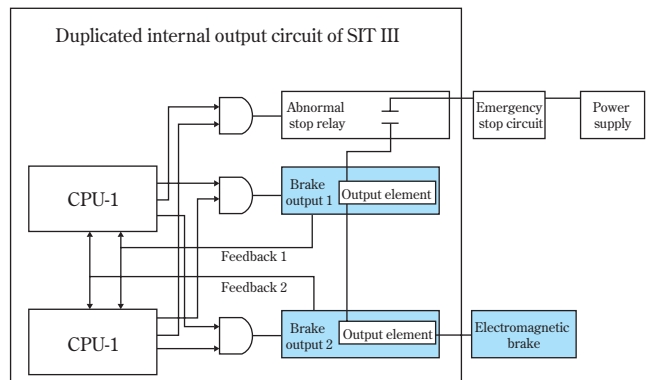 Duplicated internal output circuit of SIT III
Abnormal
stop relay
Emergency
stop circuit
Power
supply
CPU-1
Brake
output 1
Output element
Feedback 1
Feedback 2
CPU-1
Brake
output 2
Output element
Electromagnetic
brake